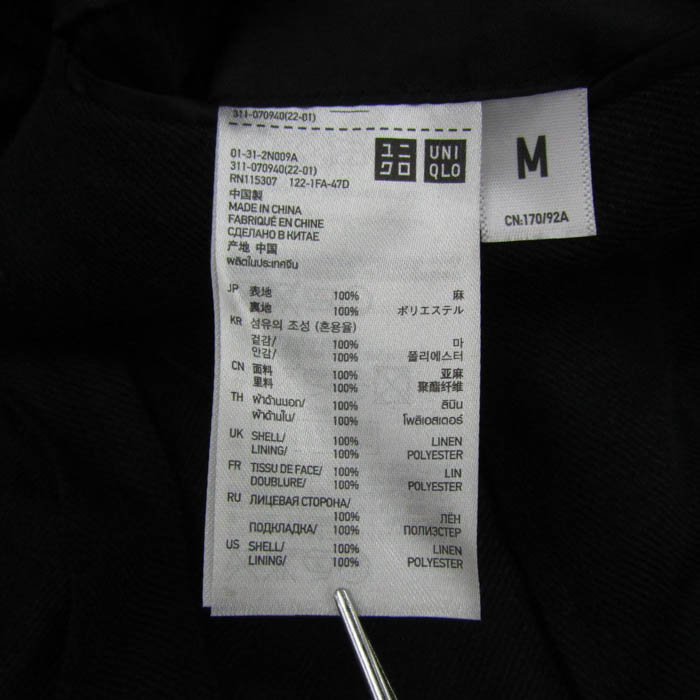 311-070940(22-01)
01-31-2N009A
311-070940(22-01)
RN115307 122-1FA-47D
ユニ
クロ
UNI
QLO
M
CN:170/92A
中国製
MADE IN CHINA
FABRIQUÉ EN CHINE
СДЕЛАНО В КИТАЕ
产地 中国
ผลิตในประเทศจีน
JP 表地 100% 麻
裏地 100% ポリエステル
KR 섬유의 조성 (혼용율)
겉감/ 100% 마
안감/ 100% 폴리에스터
CN 面料 100% 亚麻
里料 100% 聚酯纤维
TH ผ้าด้านนอก/ 100% ลินิน
ผ้าด้านใน/ 100% โพลีเอสเตอร์
UK SHELL/ 100% LINEN
LINING/ 100% POLYESTER
FR TISSU DE FACE/ 100% LIN
DOUBLURE/ 100% POLYESTER
RU ЛИЦЕВАЯ СТОРОНА/
100% ЛЁН
ПОДКЛАДКА/ 100% ПОЛИЭСТЕР
US SHELL/ 100% LINEN
LINING/ 100% POLYESTER